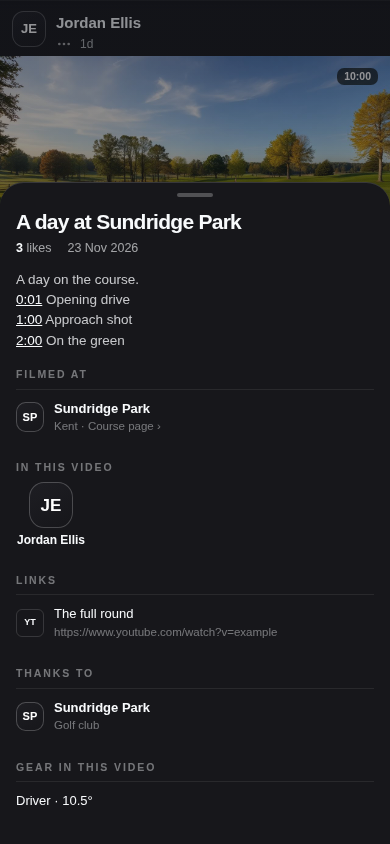 JE
Jordan Ellis
••• 1d
10:00
A day at Sundridge Park
3 likes 23 Nov 2026
A day on the course.
0:01 Opening drive
1:00 Approach shot
2:00 On the green
FILMED AT
SP
Sundridge Park
Kent · Course page ›
IN THIS VIDEO
JE
Jordan Ellis
LINKS
YT
The full round
https://www.youtube.com/watch?v=example
THANKS TO
SP
Sundridge Park
Golf club
GEAR IN THIS VIDEO
Driver · 10.5°